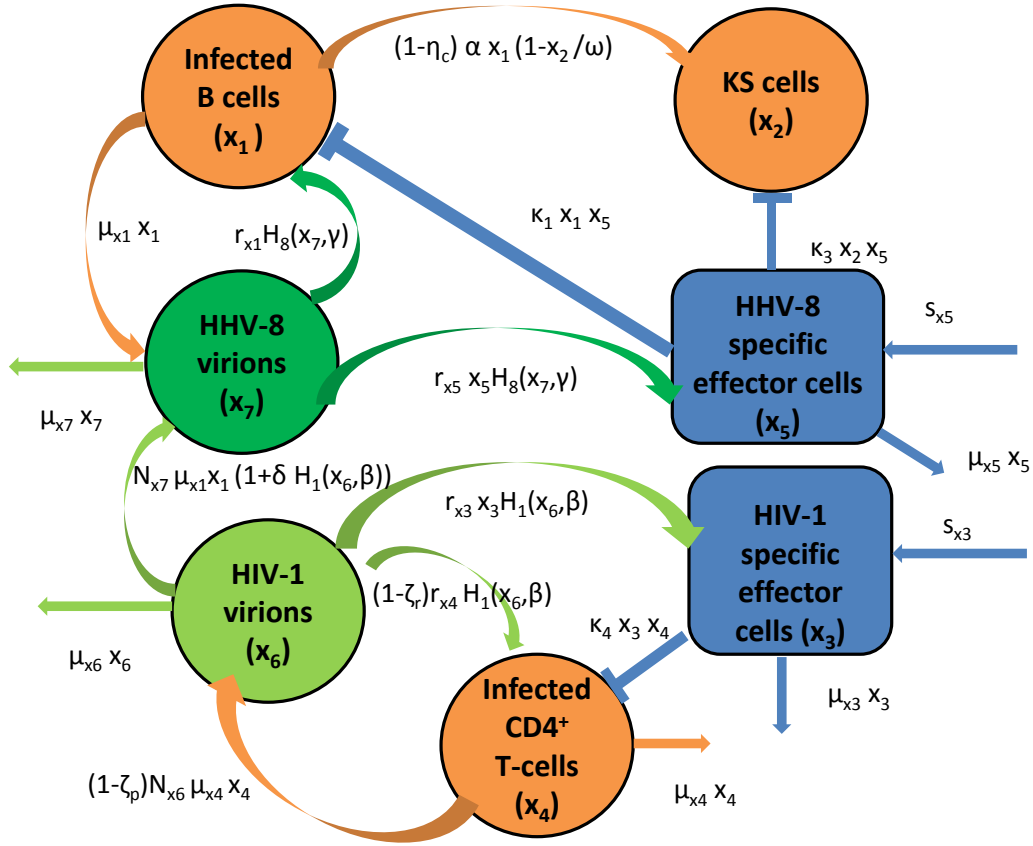 (1-ηc) α x1 (1-x2 /ω)
Infected
B cells
(x1 )
KS cells
(x2)
μx1 x1
rx1H8(x7,γ)
κ1 x1 x5
κ3 x2 x5
HHV-8
virions
(x7)
HHV-8
specific
effector cells
(x5)
sx5
rx5 x5H8(x7,γ)
μx7 x7
μx5 x5
Nx7 μx1x1 (1+δ H1(x6,β))
rx3 x3H1(x6,β)
HIV-1
specific
effector
cells (x3)
sx3
HIV-1
virions
(x6)
(1-ζr)rx4 H1(x6,β)
κ4 x3 x4
μx6 x6
μx3 x3
Infected
CD4+
T-cells
(x4)
(1-ζp)Nx6 μx4 x4
μx4 x4